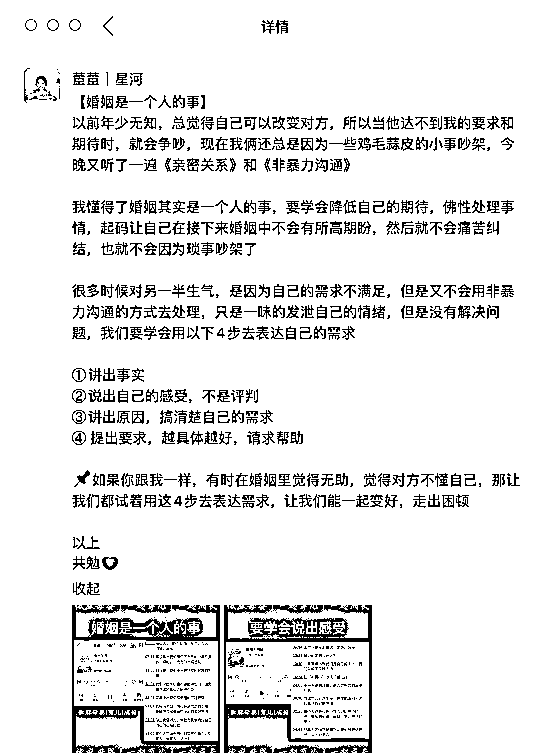 详情
茴茴｜星河
【婚姻是一个人的事】
以前年少无知，总觉得自己可以改变对方，所以当他达不到我的要求和
期待时，就会争吵，现在我俩还总是因为一些鸡毛蒜皮的小事吵架，今
晚又听了一遍《亲密关系》和《非暴力沟通》
我懂得了婚姻其实是一个人的事，要学会降低自己的期待，佛性处理事
情，起码让自己在接下来婚姻中不会有所高期盼，然后就不会痛苦纠
结，也就不会因为琐事吵架了
很多时候对另一半生气，是因为自己的需求不满足，但是又不会用非暴
力沟通的方式去处理，只是一味的发泄自己的情绪，但是没有解决问
题，我们要学会用以下4步去表达自己的需求
①讲出事实
②说出自己的感受，不是评判
③讲出原因，搞清楚自己的需求
④ 提出要求，越具体越好，请求帮助
📌如果你跟我一样，有时在婚姻里觉得无助，觉得对方不懂自己，那让
我们都试着用这4步去表达需求，让我们能一起变好，走出困顿
以上
共勉
收起
婚姻是一个人的事
要学会说出感受